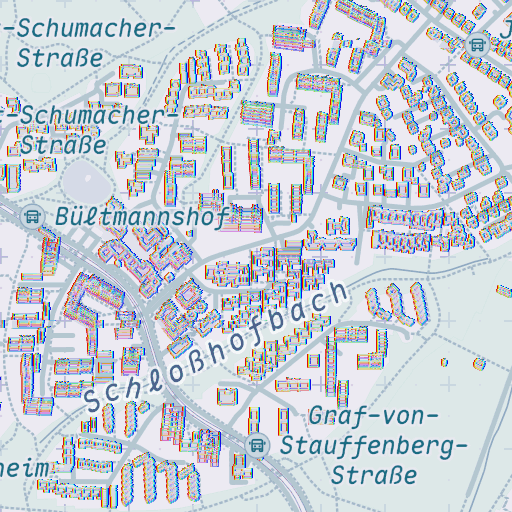 -Schumacher-
Straße
J
-Schumacher-
Straße
Bültmannshof
Schloßhofbach
Graf-von-
Stauffenberg-
Straße
heim